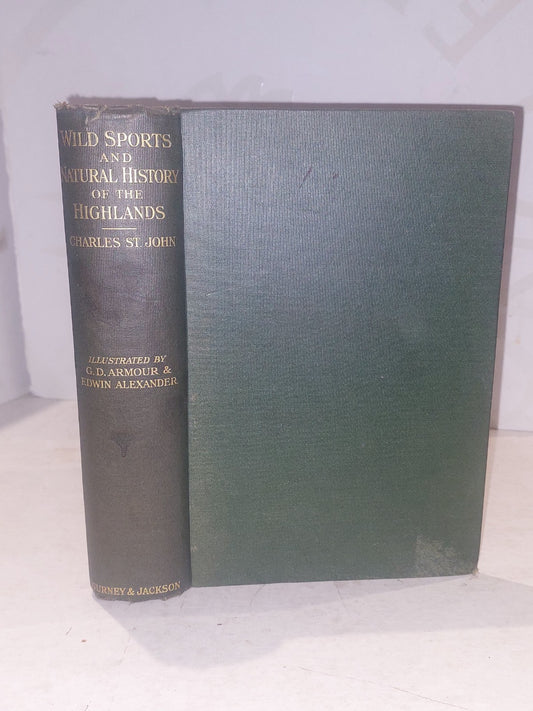 WILD SPORTS
AND
NATURAL HISTORY
OF THE
HIGHLANDS
CHARLES ST. JOHN
ILLUSTRATED BY
G.D. ARMOUR &
EDWIN ALEXANDER
GURNEY & JACKSON